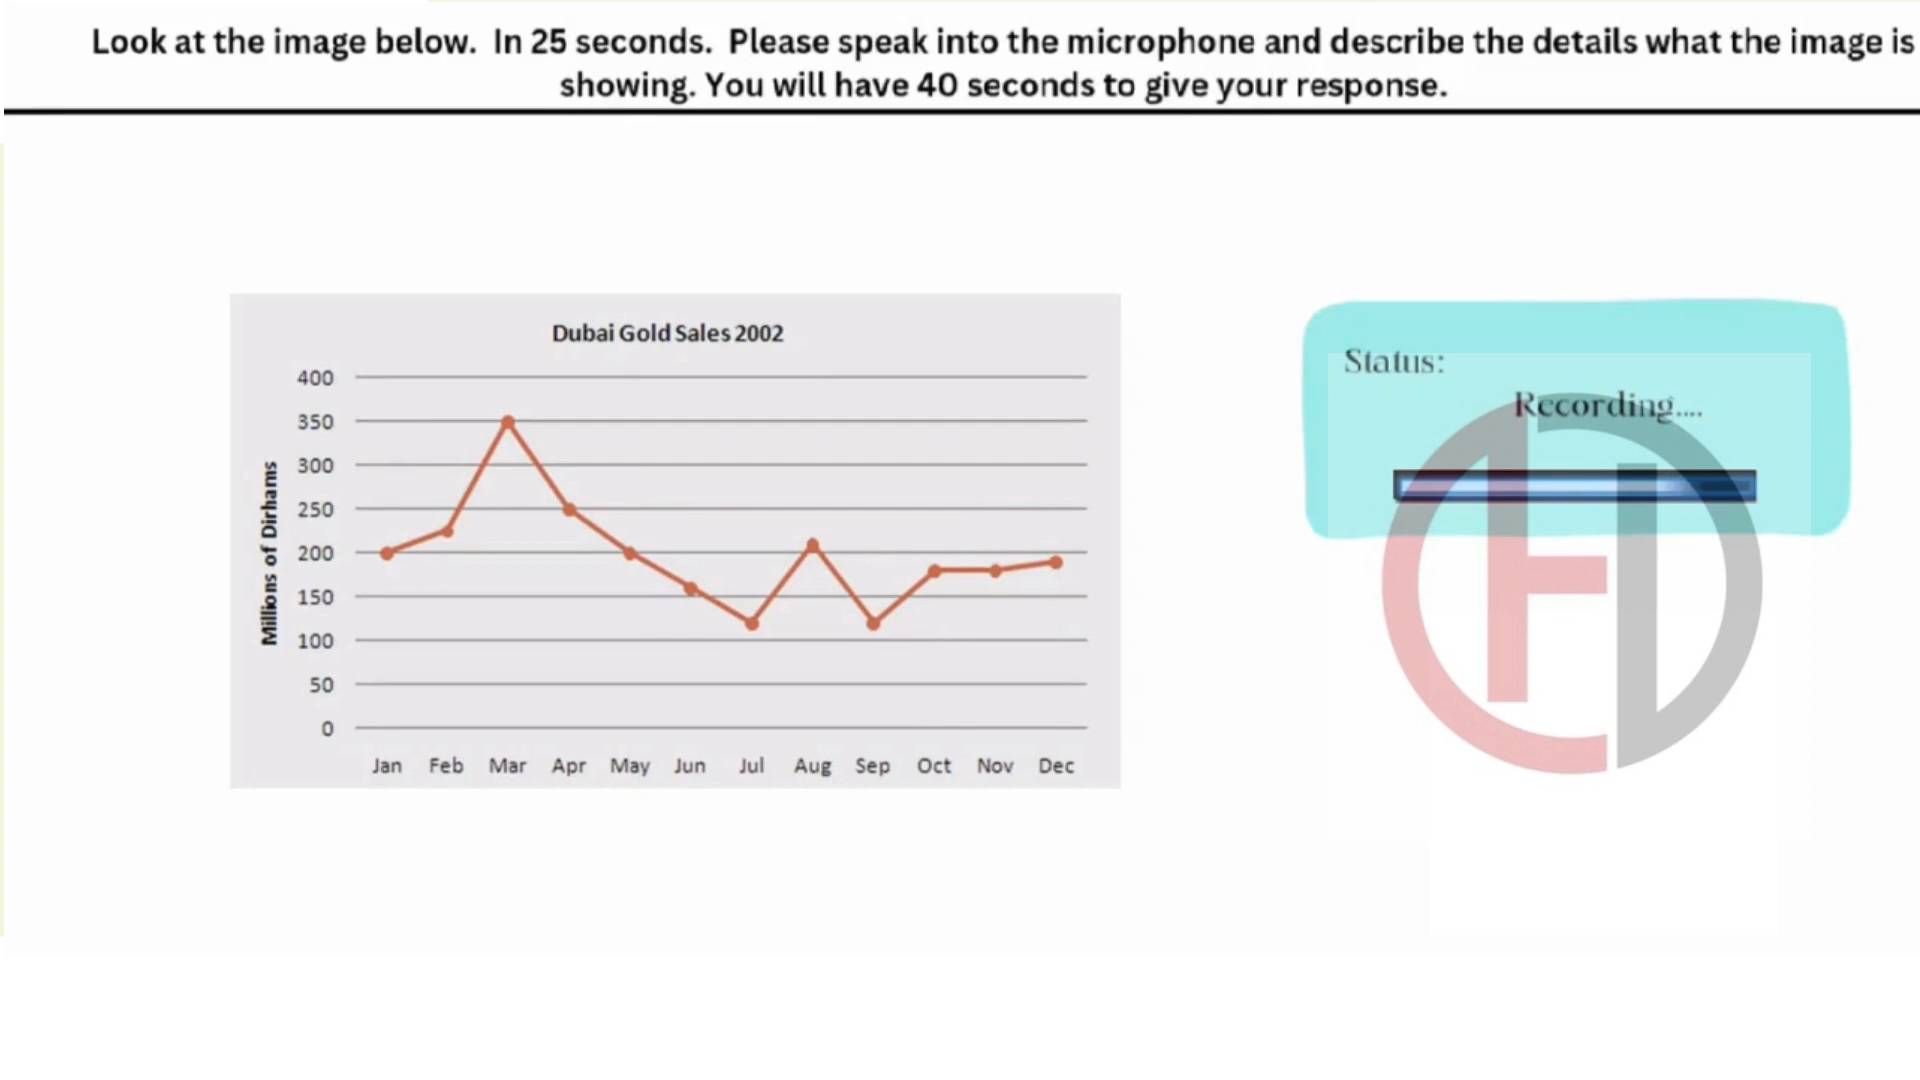 Look at the image below. In 25 seconds. Please speak into the microphone and describe the details what the image is
showing. You will have 40 seconds to give your response.
Dubai Gold Sales 2002
Millions of Dirhams
400
350
300
250
200
150
100
50
0
Jan Feb Mar Apr May Jun Jul Aug Sep Oct Nov Dec
Status:
Recording....